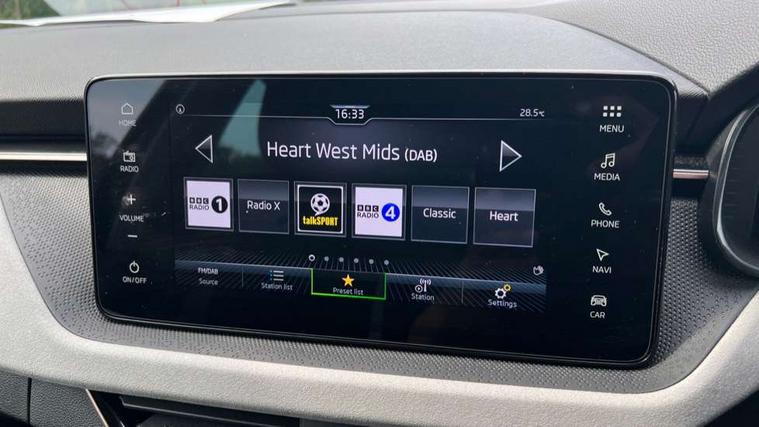 16:33
28.5°C
HOME
RADIO
+
VOLUME
−
ON/OFF
Heart West Mids (DAB)
BBC
RADIO 1
Radio X
talkSPORT
BBC
RADIO 4
Classic
Heart
FM/DAB
Source
Station list
Preset list
Station
Settings
MENU
MEDIA
PHONE
NAVI
CAR